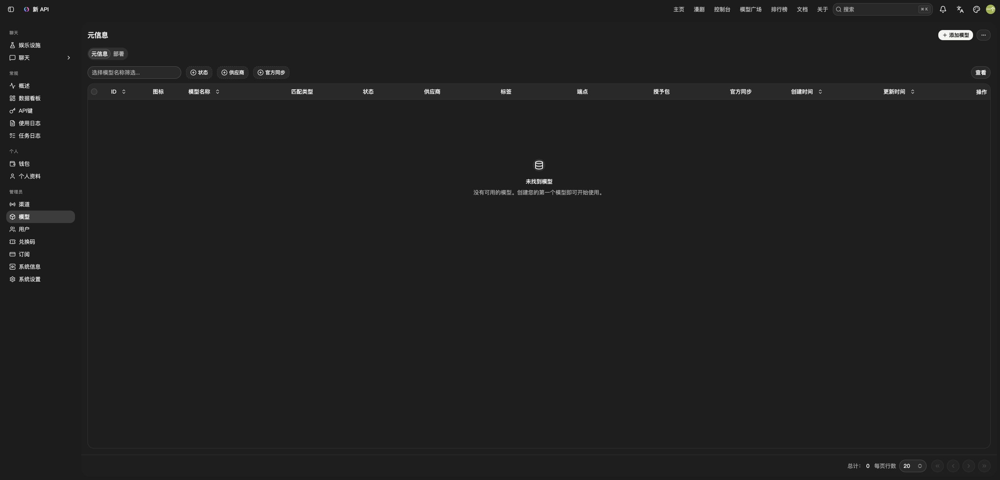 新 API
主页 漫剧 控制台 模型广场 排行榜 文档 关于 搜索 ⌘ K 一个
聊天
娱乐设施
聊天
常规
概述
数据看板
API键
使用日志
任务日志
个人
钱包
个人资料
管理员
渠道
模型
用户
兑换码
订阅
系统信息
系统设置
元信息
添加模型
元信息 部署
选择模型名称筛选... 状态 供应商 官方同步 查看
ID 图标 模型名称 匹配类型 状态 供应商 标签 端点 授予包 官方同步 创建时间 更新时间 操作
未找到模型
没有可用的模型。创建您的第一个模型即可开始使用。
总计： 0 每页行数 20